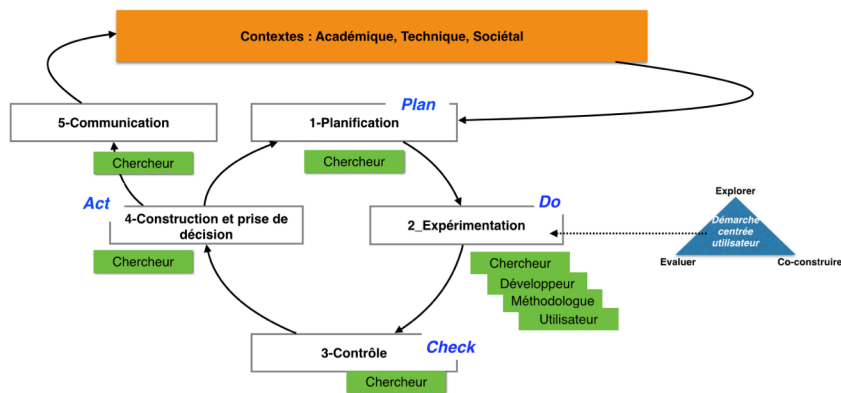 Contextes : Académique, Technique, Sociétal
Plan
5-Communication
1-Planification
Chercheur
Chercheur
Explorer
Act
Do
4-Construction et prise de
décision
2_Expérimentation
Démarche
centrée
utilisateur
Evaluer
Co-construire
Chercheur
Chercheur
Développeur
Méthodologue
Utilisateur
3-Contrôle
Check
Chercheur